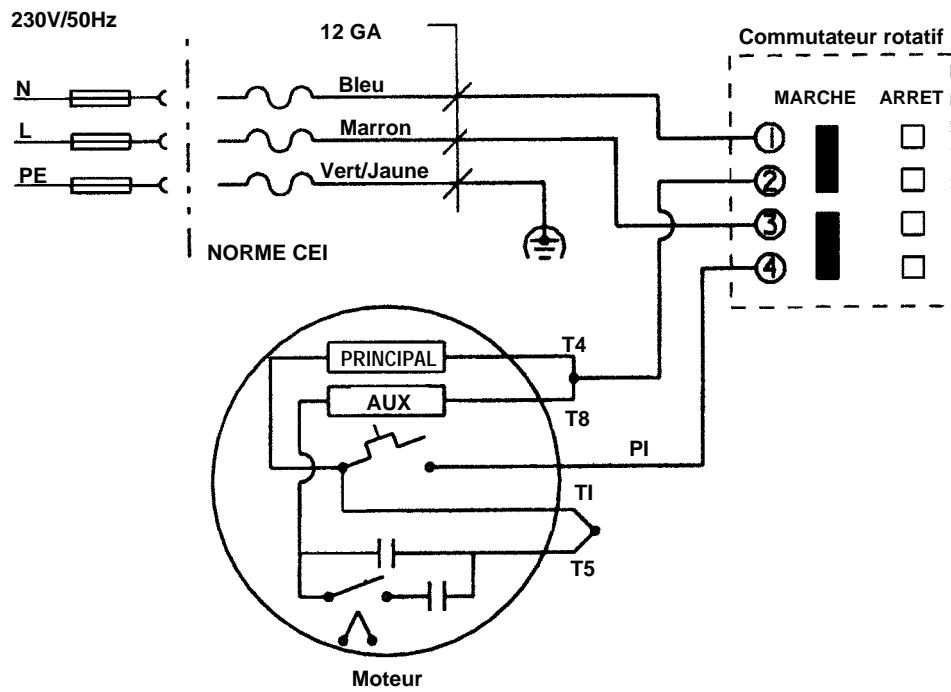 230V/50Hz
12 GA
Commutateur rotatif
N
Bleu
MARCHE ARRET
L
Marron
1
PE
Vert/Jaune
2
3
NORME CEI
4
T4
PRINCIPAL
AUX
T8
PI
TI
T5
Moteur